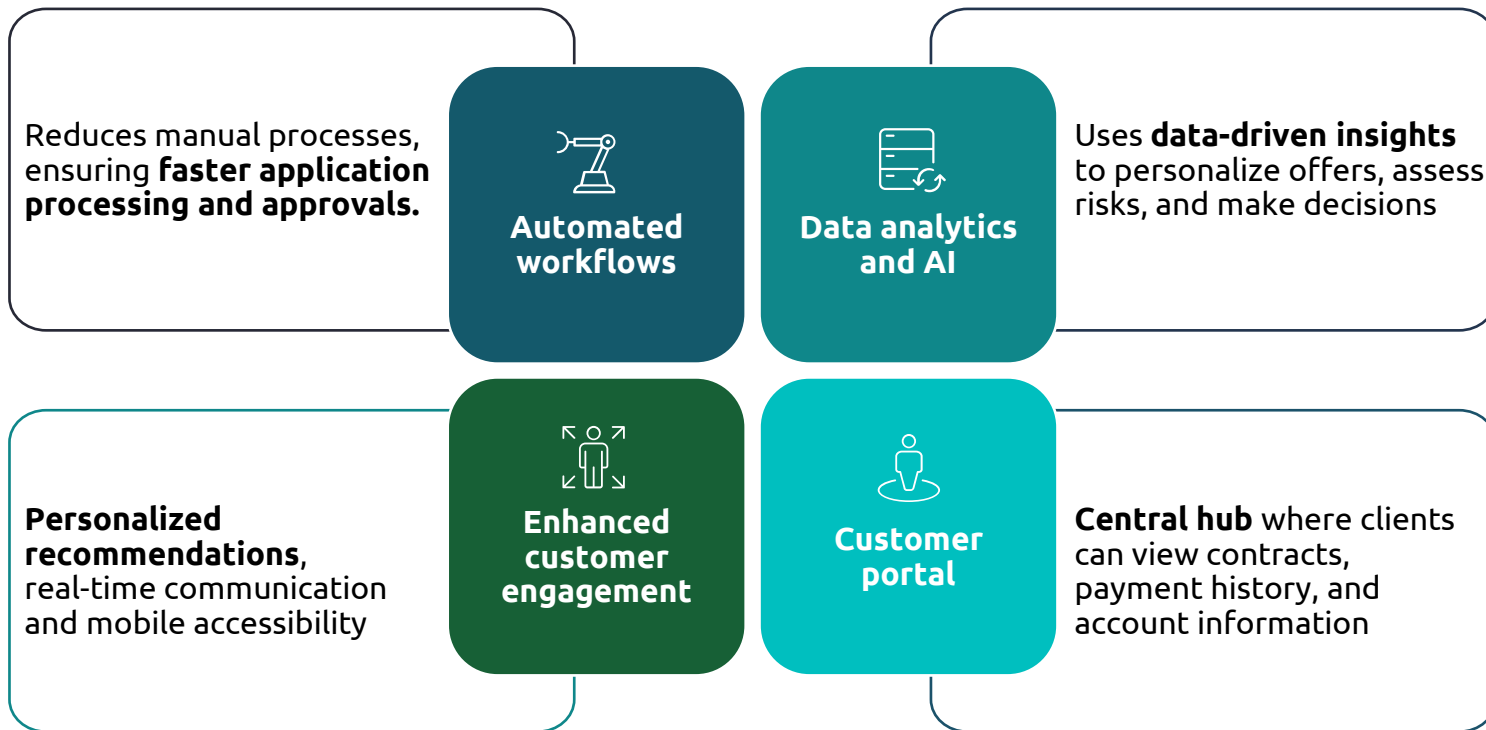 Reduces manual processes,
ensuring faster application
processing and approvals.
Automated
workflows
Data analytics
and AI
Uses data-driven insights
to personalize offers, assess
risks, and make decisions
Personalized
recommendations,
real-time communication
and mobile accessibility
Enhanced
customer
engagement
Customer
portal
Central hub where clients
can view contracts,
payment history, and
account information